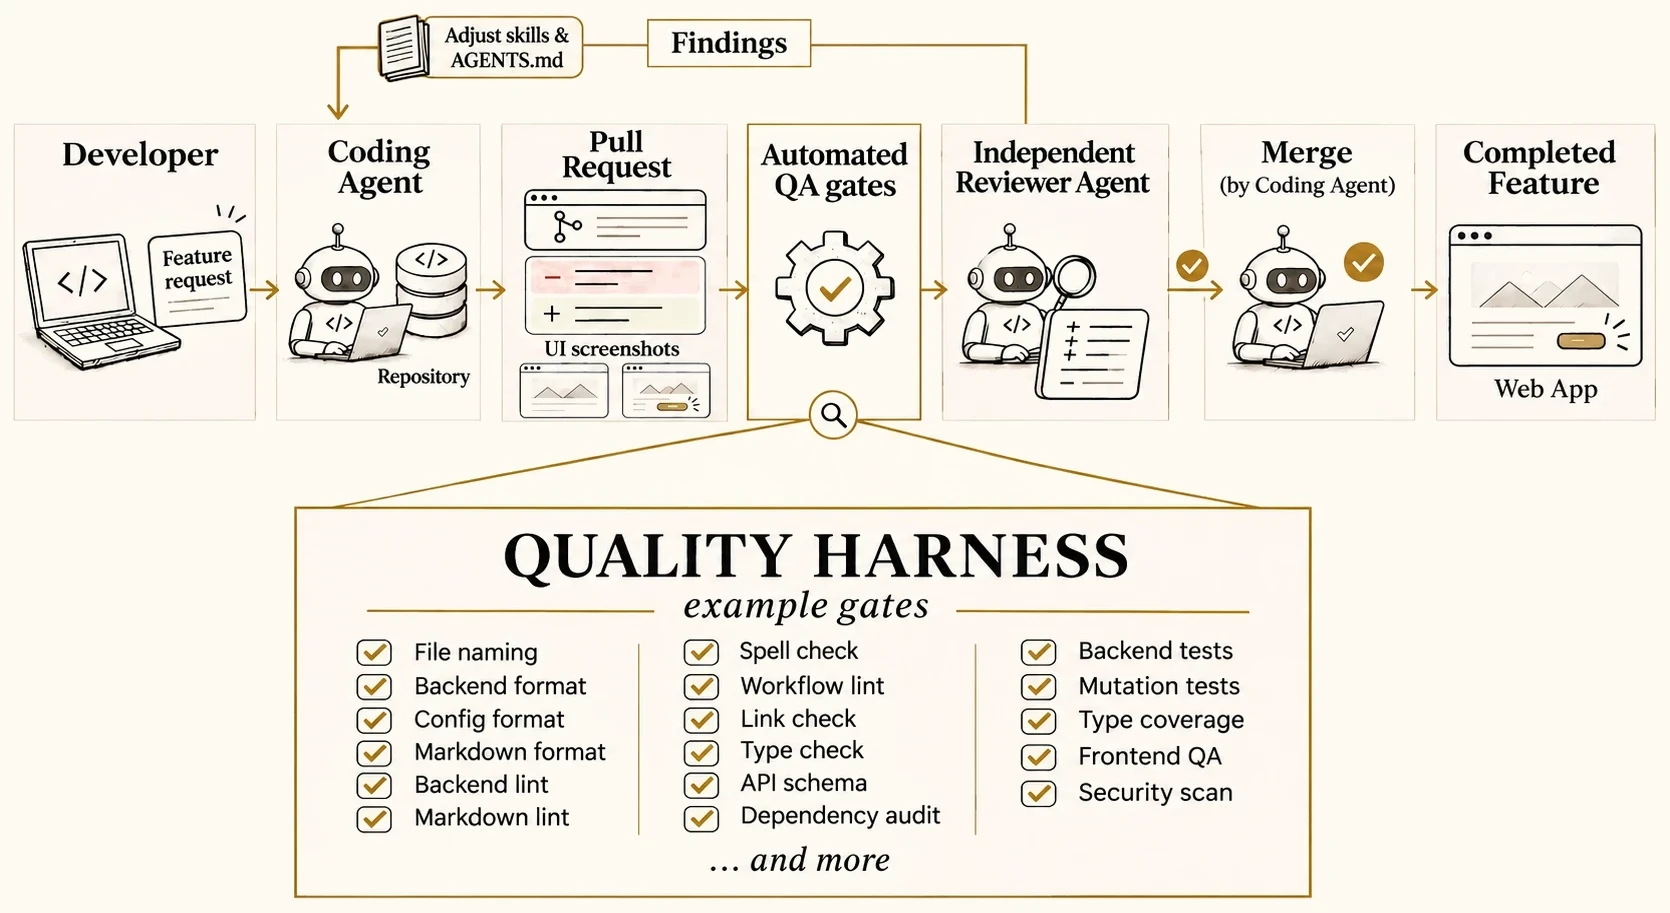 Adjust skills &
AGENTS.md
Findings
Developer
</>
Feature
request
Coding
Agent
</>
</>
Repository
Pull
Request
UI screenshots
Automated
QA gates
Independent
Reviewer Agent
</>
Merge
(by Coding Agent)
</>
Completed
Feature
Web App
QUALITY HARNESS
example gates
File naming
Backend format
Config format
Markdown format
Backend lint
Markdown lint
Spell check
Workflow lint
Link check
Type check
API schema
Dependency audit
Backend tests
Mutation tests
Type coverage
Frontend QA
Security scan
... and more